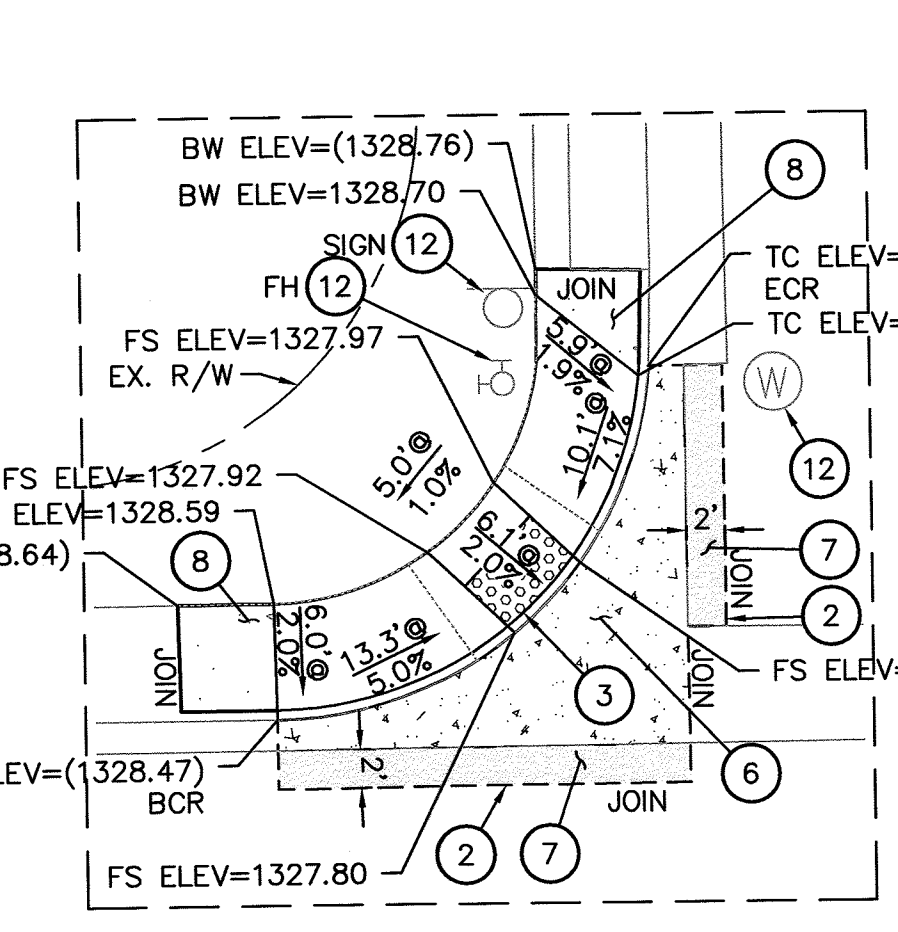 BW ELEV=(1328.76)
BW ELEV=1328.70
8
SIGN 12
TC ELEV=
ECR
FH 12
JOIN
TC ELEV=
FS ELEV=1327.97
5.9'@
1.9%
EX. R/W
W
10.1'@
7.1%
12
FS ELEV=1327.92
5.0'@
1.0%
ELEV=1328.59
6.1'@
2.0%
2'
7
8.64)
8
JOIN
2
6.0'@
2.0%
13.3'@
5.0%
JOIN
JOIN
FS ELEV=
3
LEV=(1328.47)
BCR
2'
6
JOIN
2
7
FS ELEV=1327.80